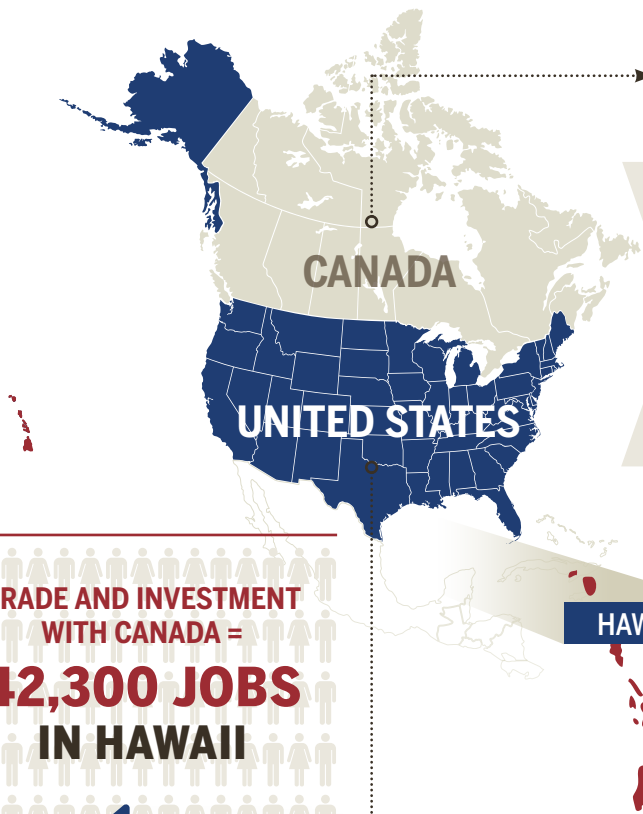 CANADA
UNITED STATES
RADE AND INVESTMENT
WITH CANADA =
42,300 JOBS
IN HAWAII
HAW